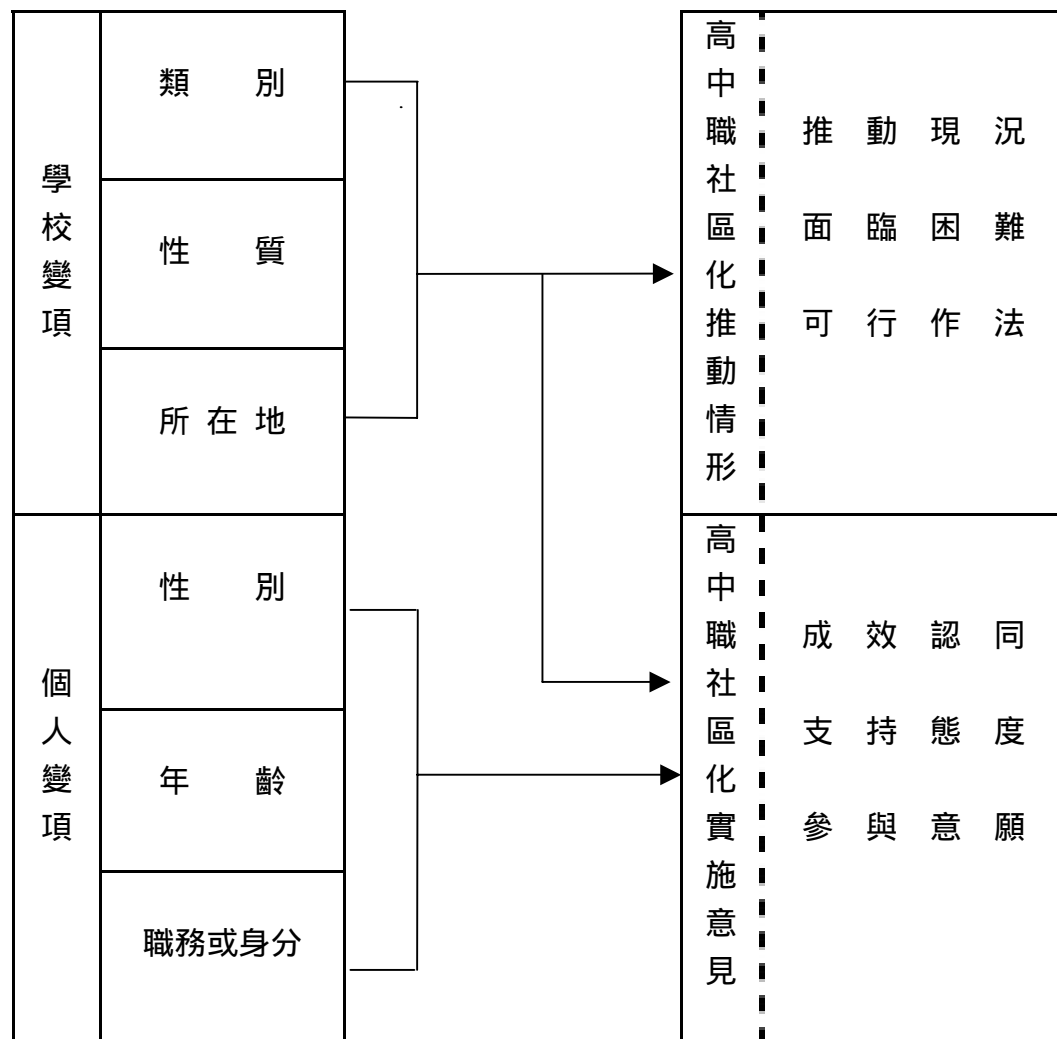 學校變項
類別
性質
所在地
個人變項
性別
年齡
職務或身分
高中職社區化推動情形
推動現況
面臨困難
可行作法
高中職社區化實施意見
成效認同
支持態度
參與意願